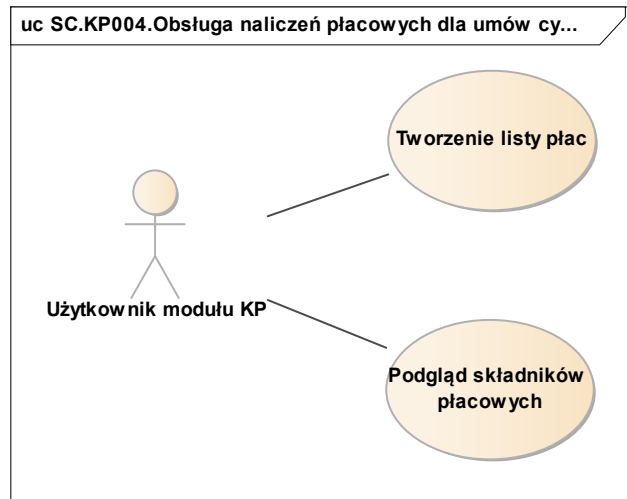 uc SC.KP004.Obsługa naliczeń płacowych dla umów cy...
Tworzenie listy płac
Użytkownik modułu KP
Podgląd składników
płacowych